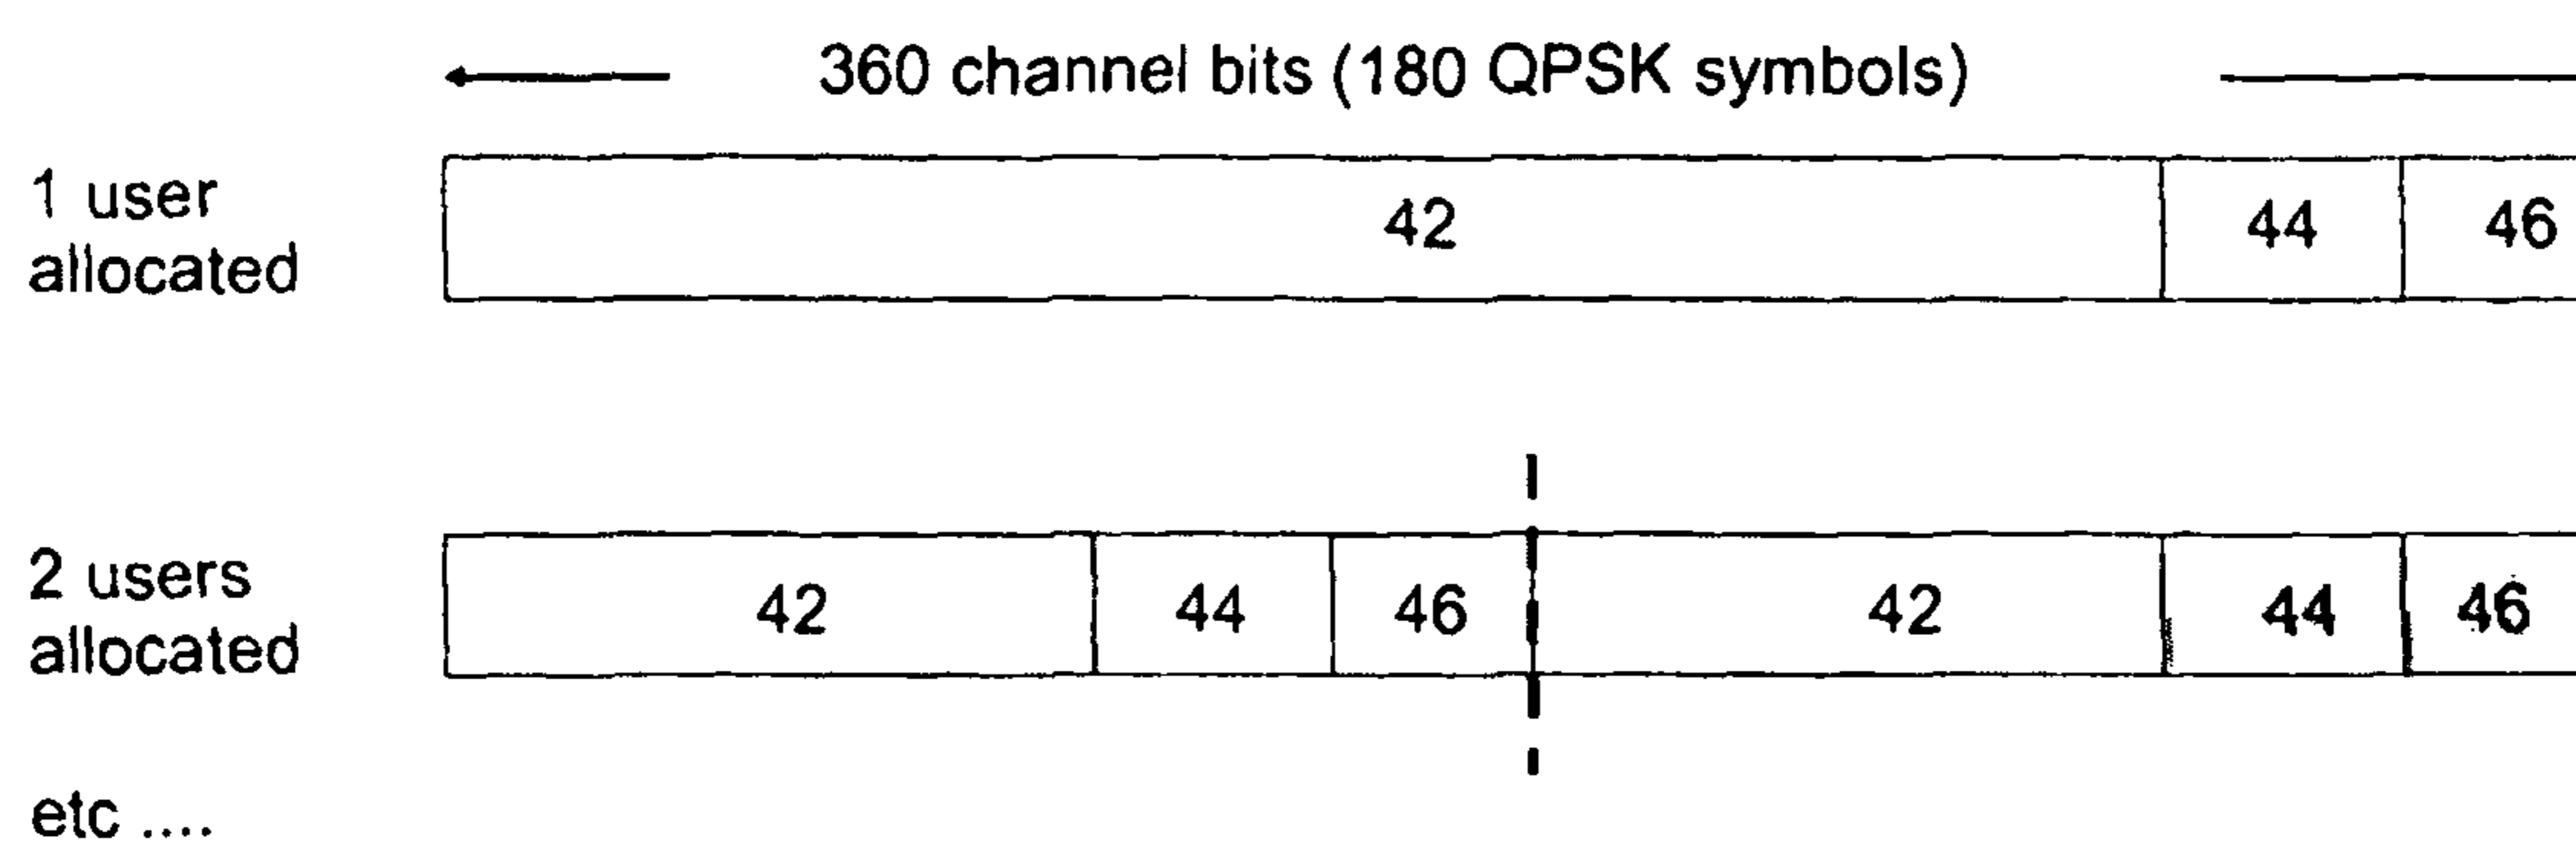 360 channel bits (180 QPSK symbols)
1 user
allocated
42 44 46
2 users
allocated
42 44 46 42 44 46
etc ....